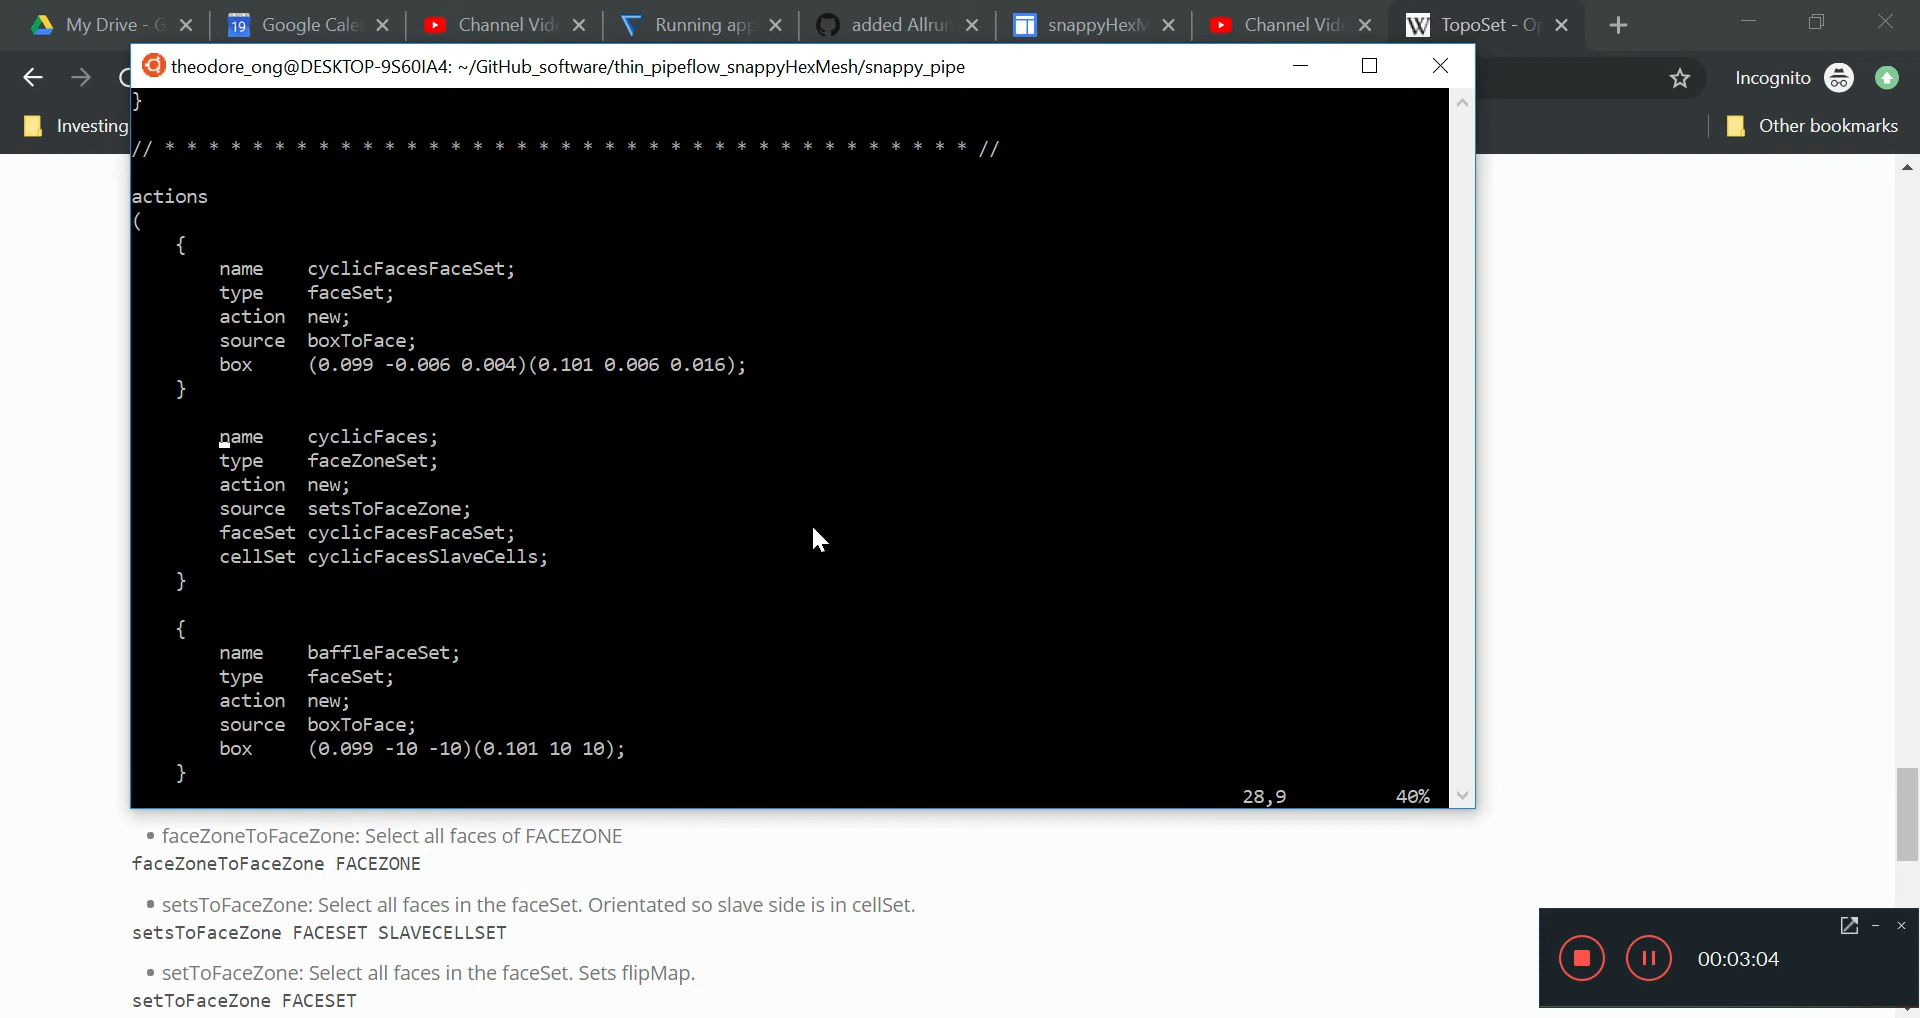 My Drive - G
19 Google Cale
Channel Vid
Running app
added Allrun
snappyHexM
Channel Vid
W TopoSet - O
theodore_ong@DESKTOP-9S60IA4: ~/GitHub_software/thin_pipeflow_snappyHexMesh/snappy_pipe
Incognito
Investing
Other bookmarks
}
// * * * * * * * * * * * * * * * * * * * * * * * * * * * * * * * * * * * * * //
actions
(
{
name cyclicFacesFaceSet;
type faceSet;
action new;
source boxToFace;
box (0.099 -0.006 0.004)(0.101 0.006 0.016);
}
name cyclicFaces;
type faceZoneSet;
action new;
source setsToFaceZone;
faceSet cyclicFacesFaceSet;
cellSet cyclicFacesSlaveCells;
}
{
name baffleFaceSet;
type faceSet;
action new;
source boxToFace;
box (0.099 -10 -10)(0.101 10 10);
}
28,9 40%
• faceZoneToFaceZone: Select all faces of FACEZONE
faceZoneToFaceZone FACEZONE
• setsToFaceZone: Select all faces in the faceSet. Orientated so slave side is in cellSet.
setsToFaceZone FACESET SLAVECELLSET
• setToFaceZone: Select all faces in the faceSet. Sets flipMap.
setToFaceZone FACESET
00:03:04